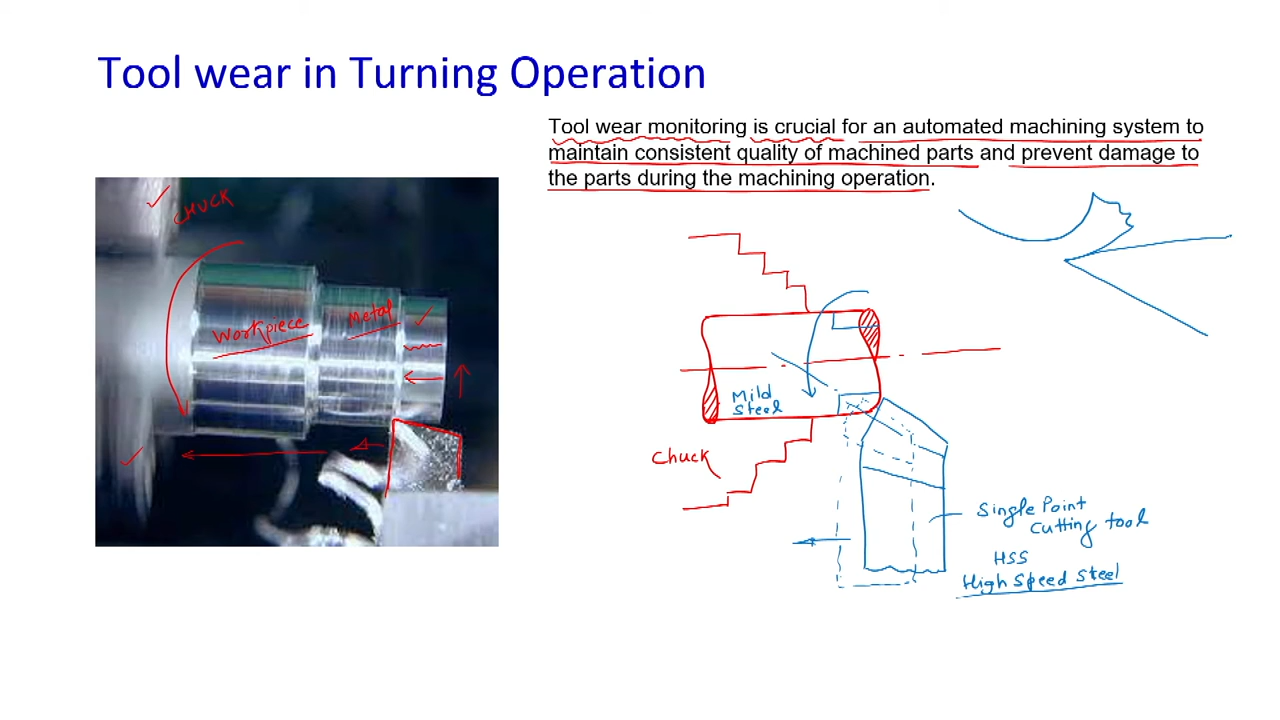 Tool wear in Turning Operation
Tool wear monitoring is crucial for an automated machining system to
maintain consistent quality of machined parts and prevent damage to
the parts during the machining operation.
CHUCK
Workpiece
Metal
Mild
Steel
Chuck
Single Point
Cutting tool
HSS
High Speed Steel